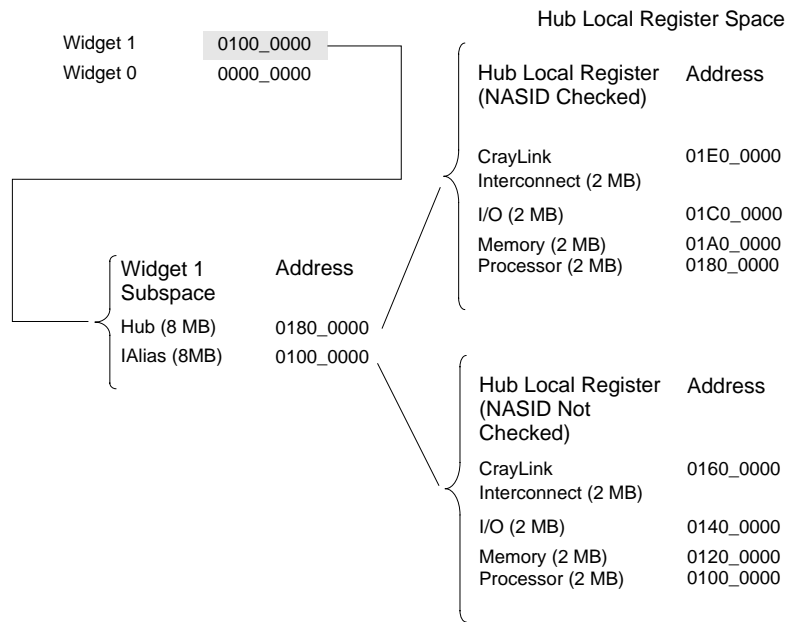 Hub Local Register Space
Widget 1 0100_0000
Widget 0 0000_0000
Hub Local Register Address
(NASID Checked)
CrayLink 01E0_0000
Interconnect (2 MB)
I/O (2 MB) 01C0_0000
Memory (2 MB) 01A0_0000
Processor (2 MB) 0180_0000
Widget 1 Address
Subspace
Hub (8 MB) 0180_0000
IAlias (8MB) 0100_0000
Hub Local Register Address
(NASID Not
Checked)
CrayLink 0160_0000
Interconnect (2 MB)
I/O (2 MB) 0140_0000
Memory (2 MB) 0120_0000
Processor (2 MB) 0100_0000